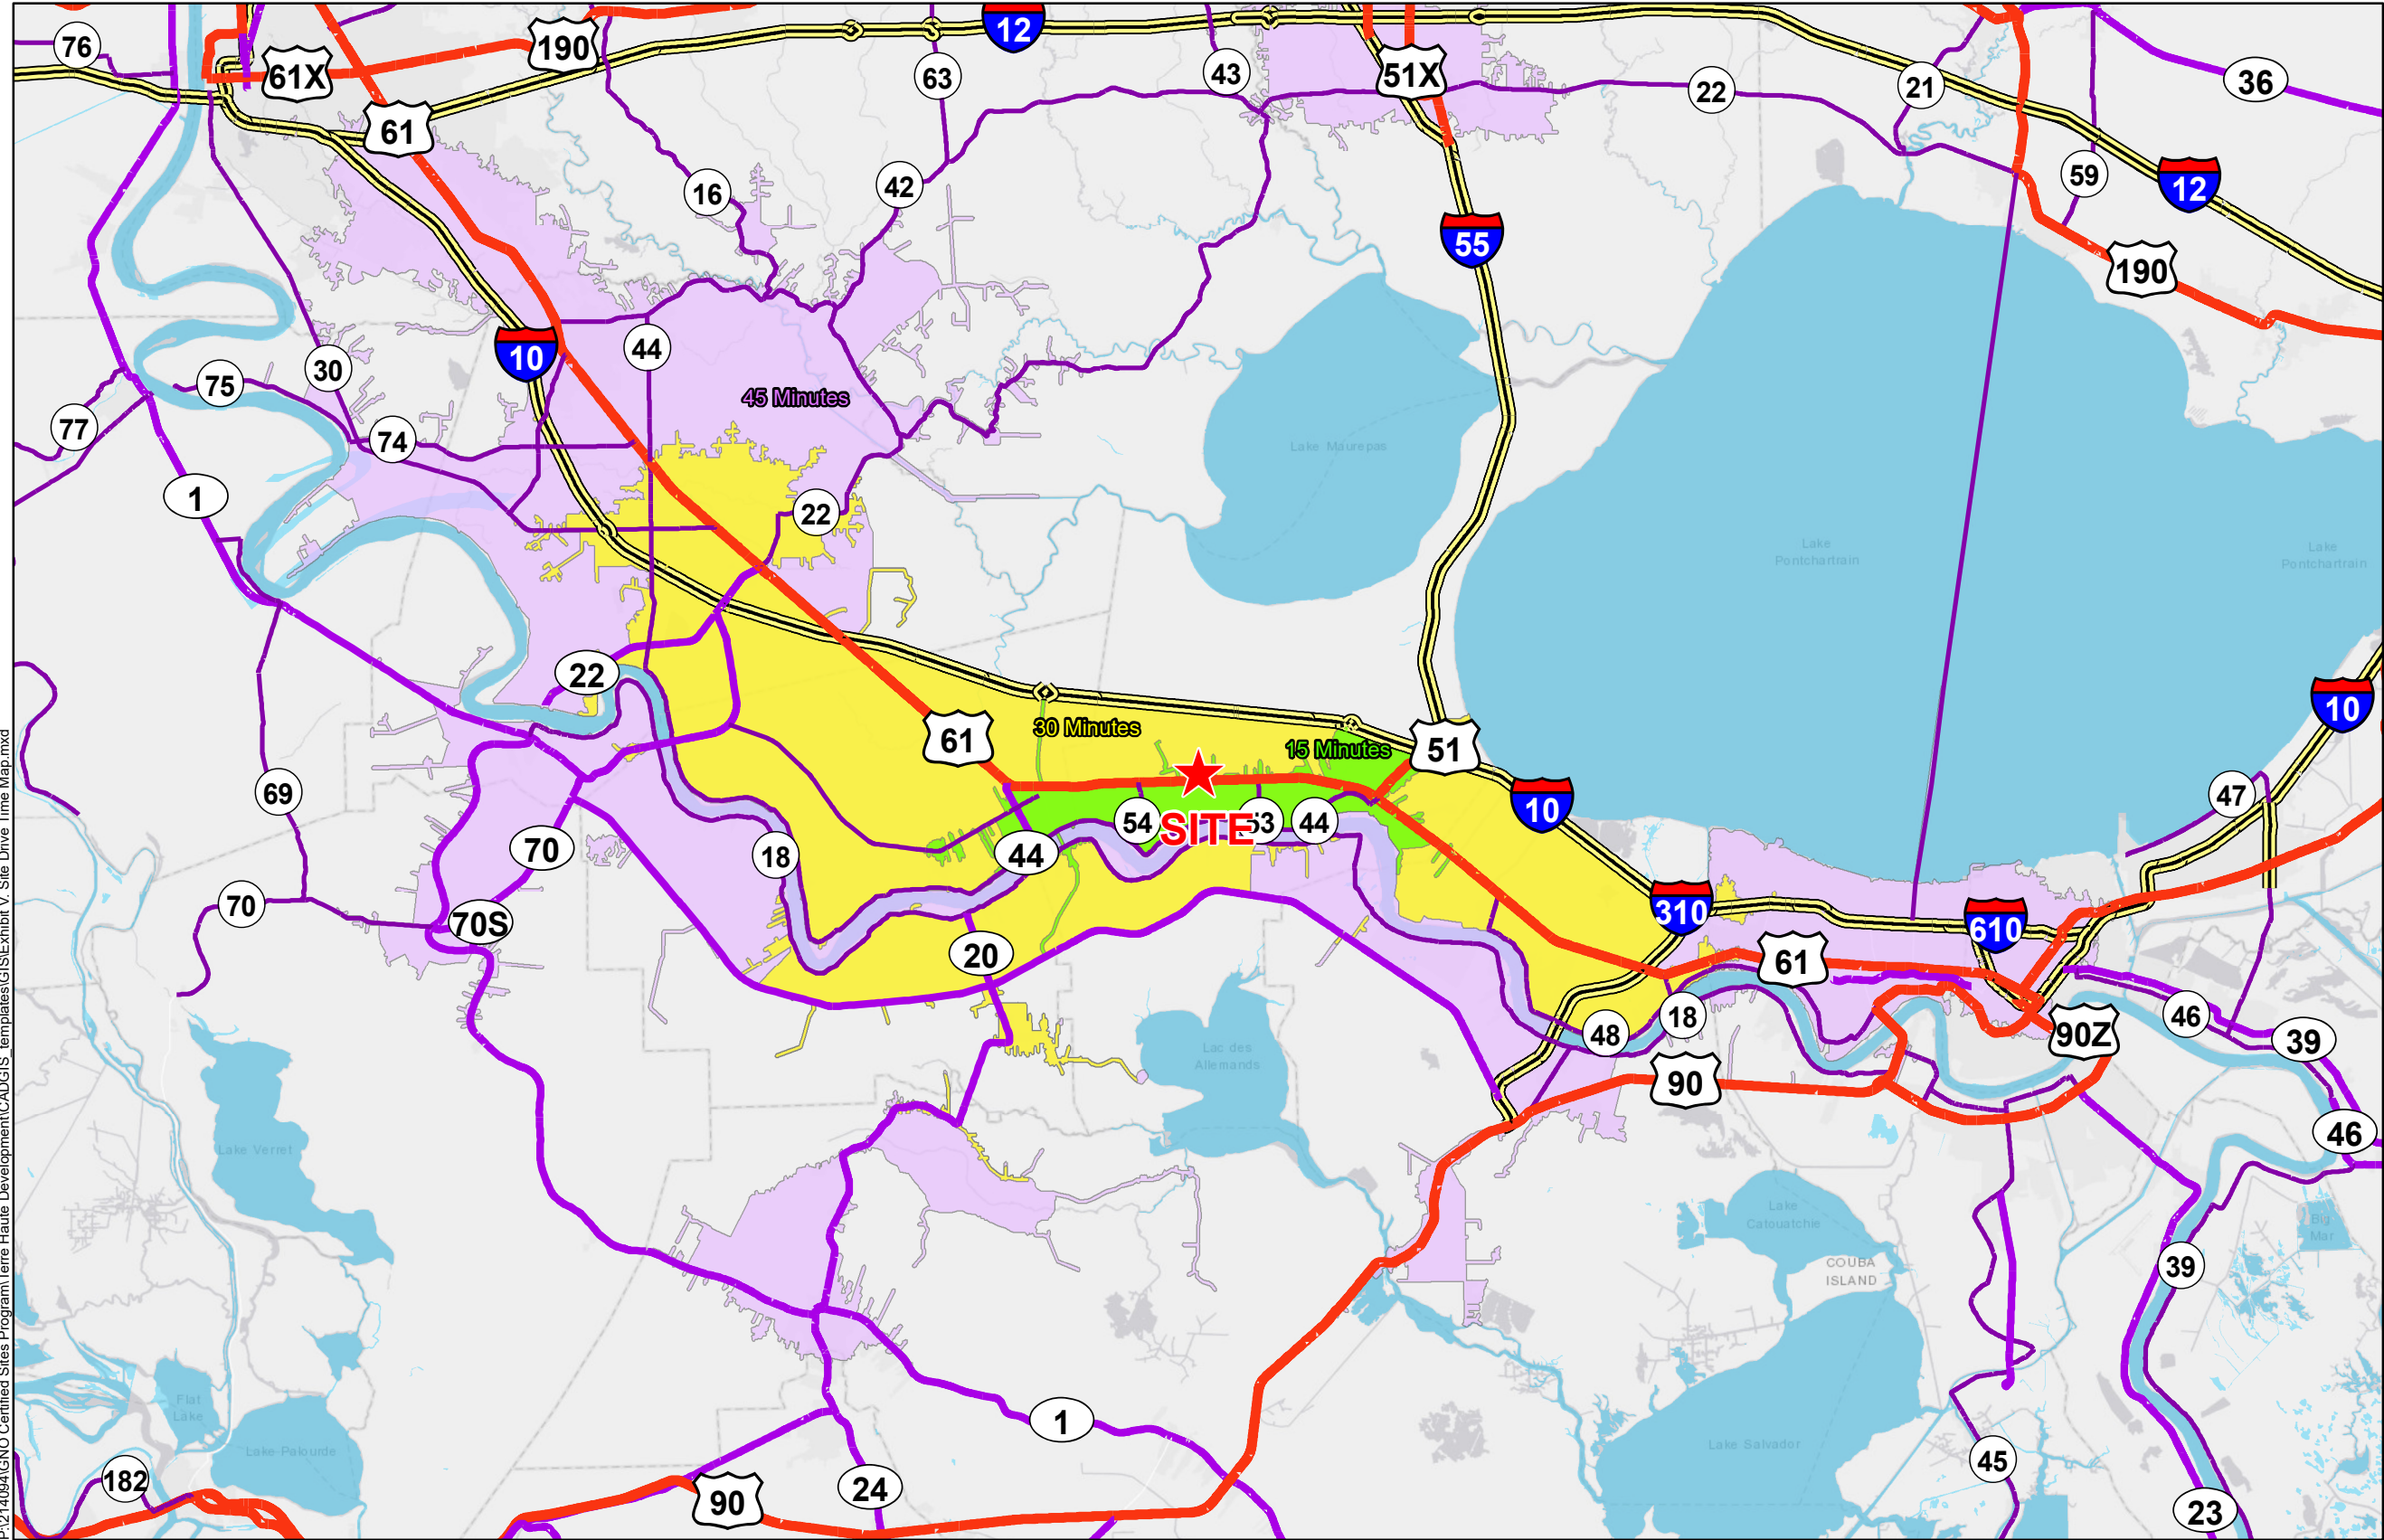 76
61X
190
12
63
43
51X
22
21
36
61
16
42
55
59
12
190
10
44
30
75
45 Minutes
77
74
Lake Maurepas
1
22
Lake
Pontchartrain
Lake
Pontchartrain
22
10
61
30 Minutes
15 Minutes
51
69
10
47
54
SITE
53
44
70
18
44
70
70S
20
310
610
61
18
48
46
90Z
39
90
Lac des
Allemands
46
Lake Verret
Lake
Catouatchie
Big
Mar
COUBA
ISLAND
39
Flat
Lake
1
Lake Palourde
Lake Salvador
45
182
90
24
23
P:\214094\GNO Certified Sites Program\Terre Haute Development\CADGIS_templates\GIS\Exhibit V. Site Drive Time Map.mxd